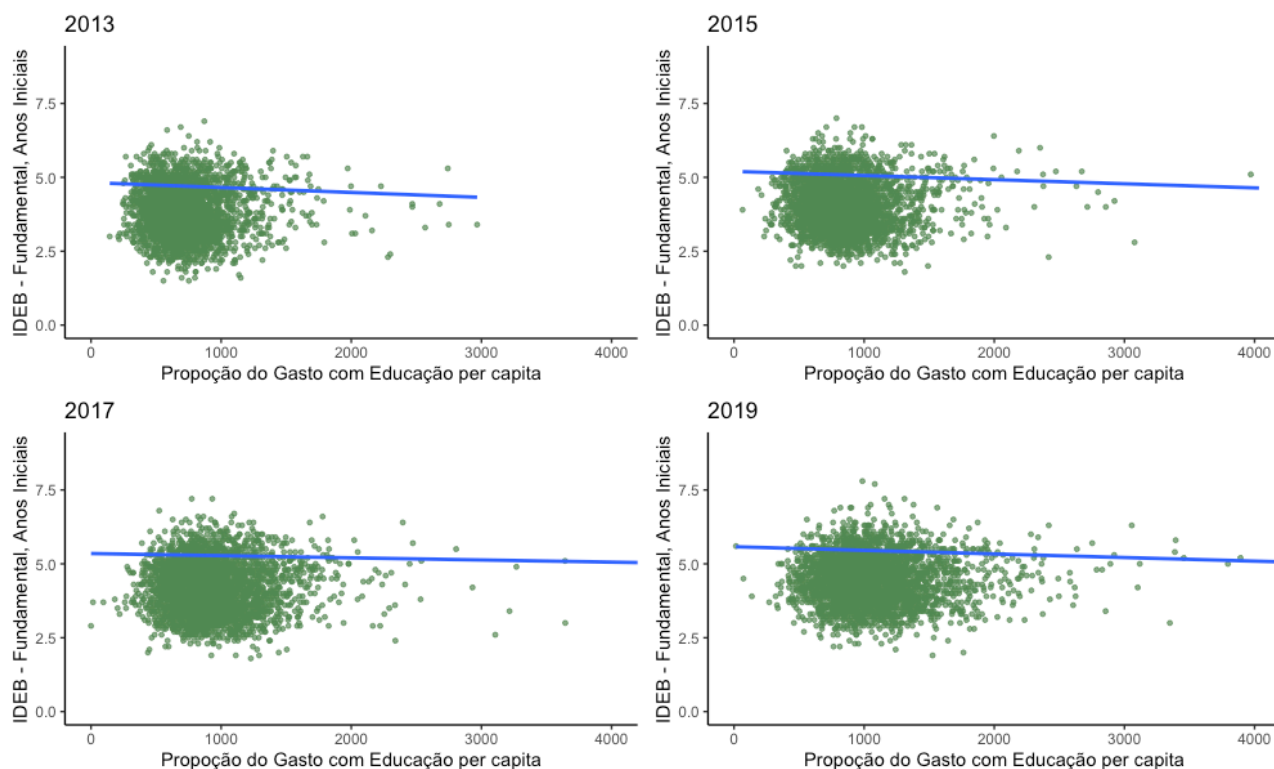 2013
IDEB - Fundamental, Anos Iniciais
7.5
5.0
2.5
0.0
0 1000 2000 3000 4000
Propoção do Gasto com Educação per capita
2015
IDEB - Fundamental, Anos Iniciais
7.5
5.0
2.5
0.0
0 1000 2000 3000 4000
Propoção do Gasto com Educação per capita
2017
IDEB - Fundamental, Anos Iniciais
7.5
5.0
2.5
0.0
0 1000 2000 3000 4000
Propoção do Gasto com Educação per capita
2019
IDEB - Fundamental, Anos Iniciais
7.5
5.0
2.5
0.0
0 1000 2000 3000 4000
Propoção do Gasto com Educação per capita